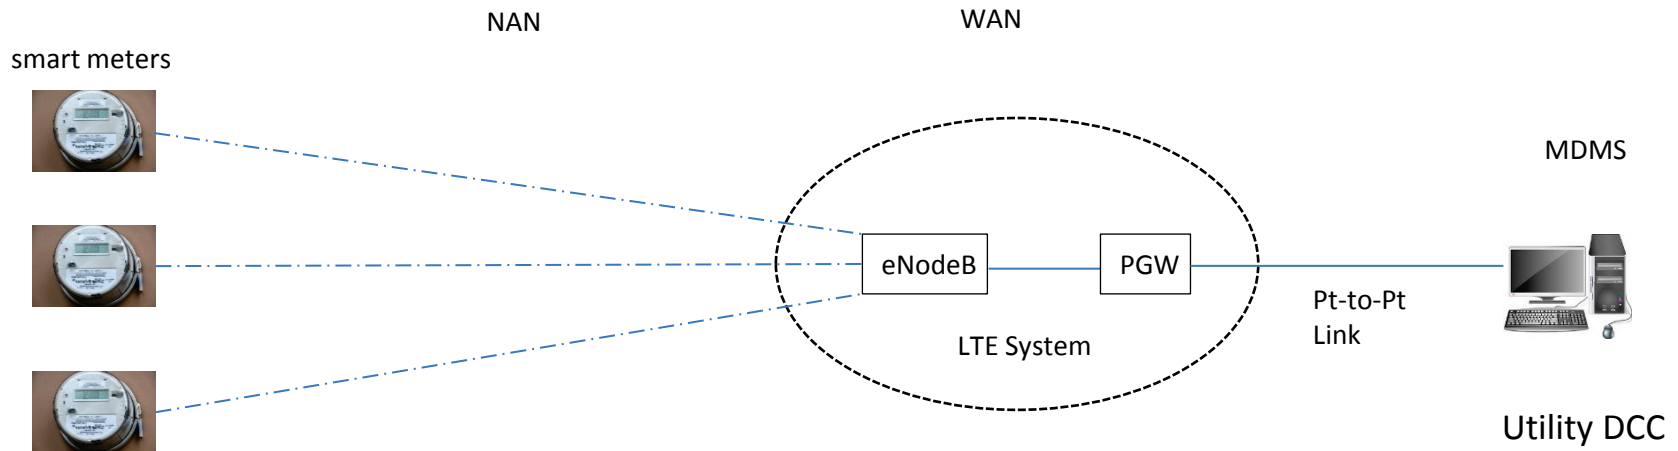 NAN
WAN
smart meters
MDMS
eNodeB
PGW
Pt-to-Pt
Link
LTE System
Utility DCC